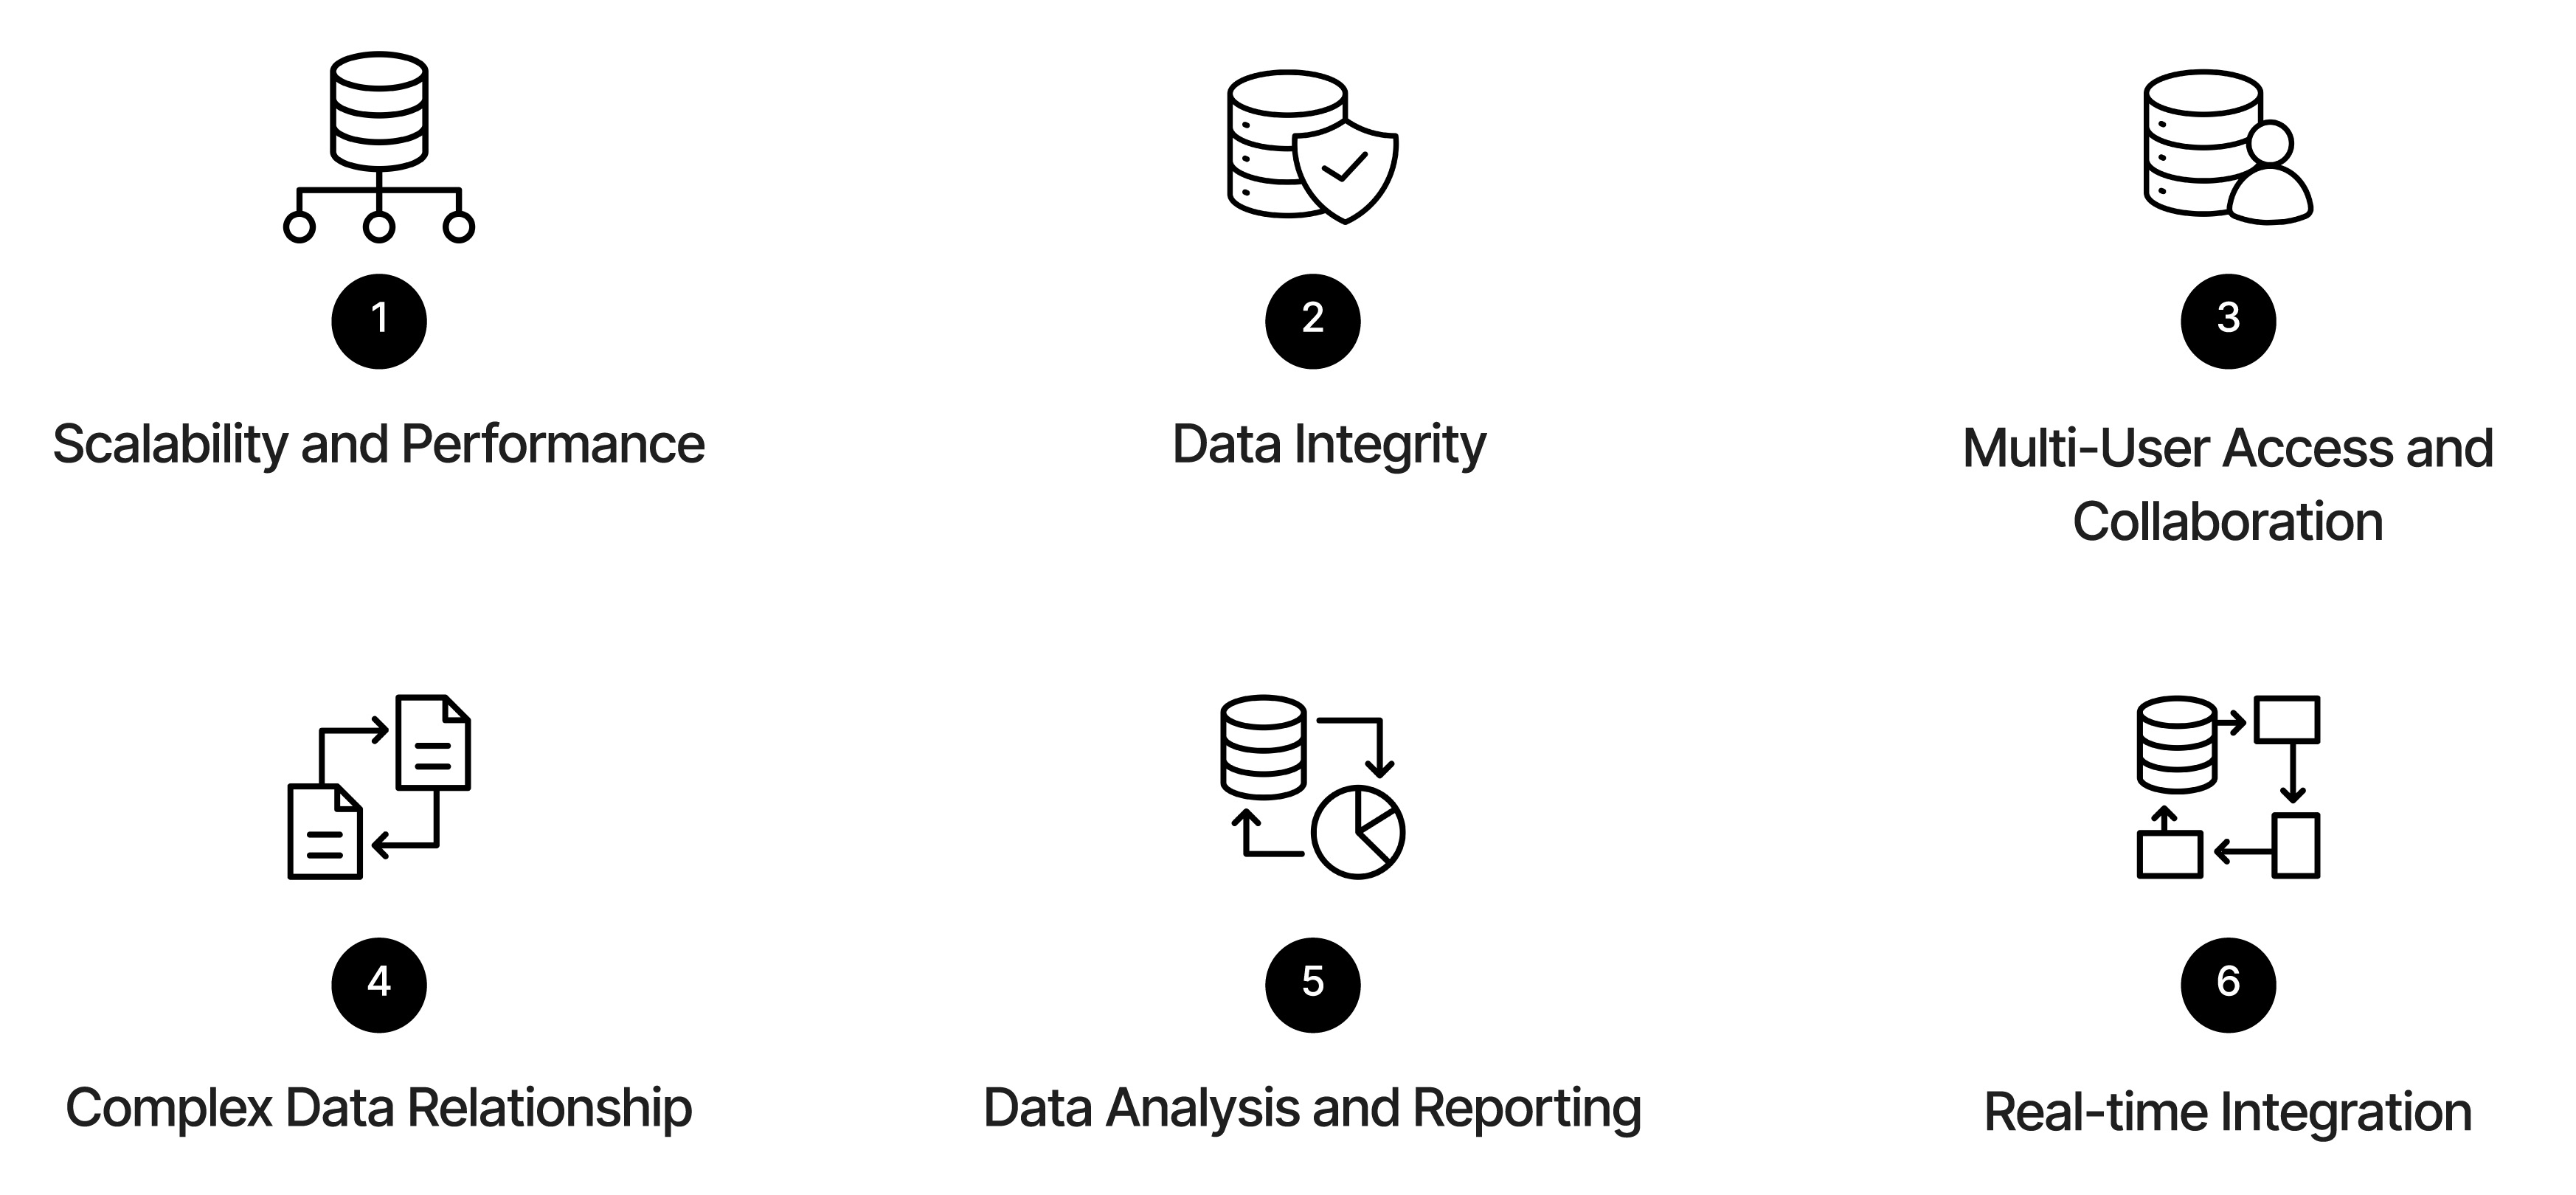 1
Scalability and Performance
2
Data Integrity
3
Multi-User Access and
Collaboration
4
Complex Data Relationship
5
Data Analysis and Reporting
6
Real-time Integration